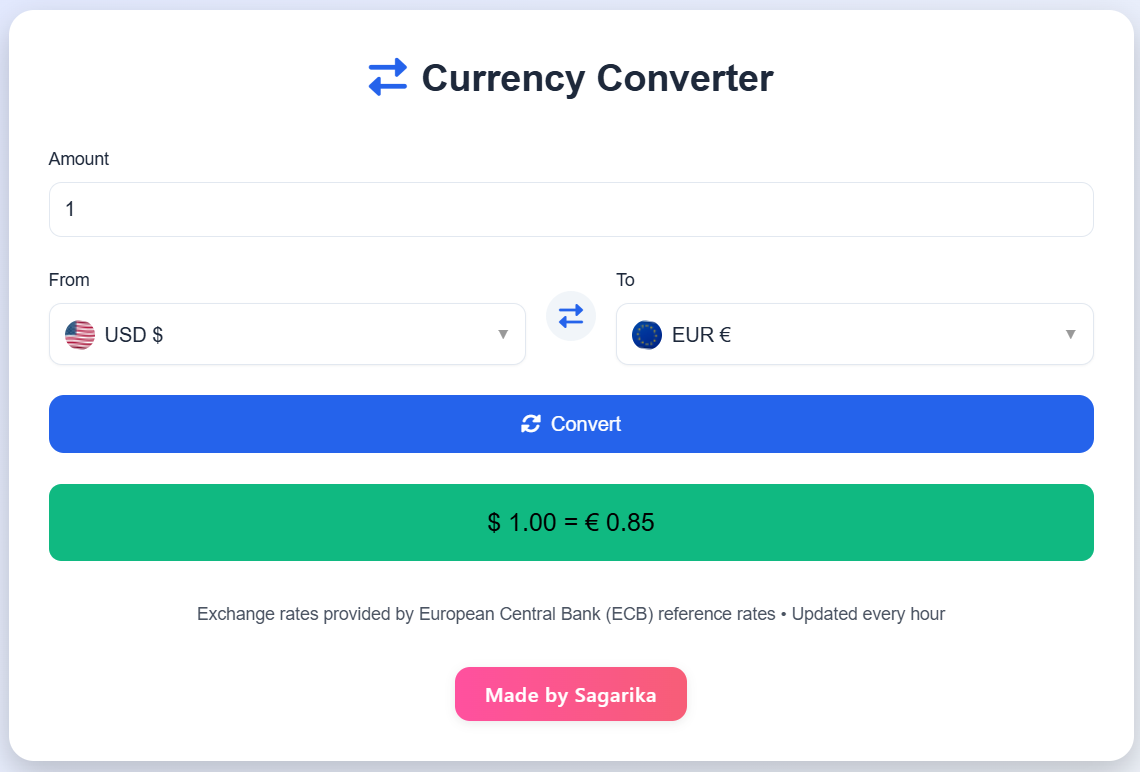 Currency Converter
Amount
1
From
To
USD $
EUR €
Convert
$ 1.00 = € 0.85
Exchange rates provided by European Central Bank (ECB) reference rates • Updated every hour
Made by Sagarika